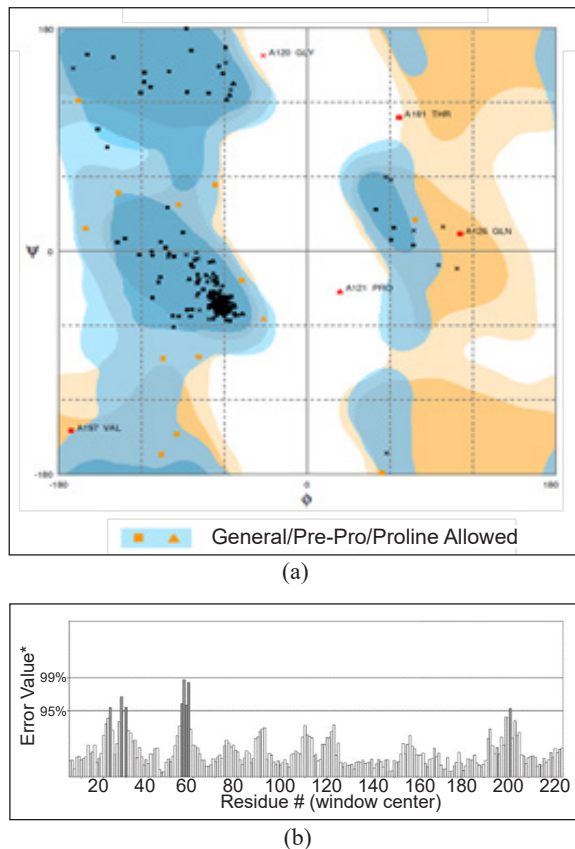 180
A120 GLY
A181 THR
A126 GLN
Ψ 0
A121 PRO
A197 VAL
-180
-180 0 180
Φ
General/Pre-Pro/Proline Allowed
(a)
Error Value*
99%
95%
20 40 60 80 100 120 140 160 180 200 220
Residue # (window center)
(b)